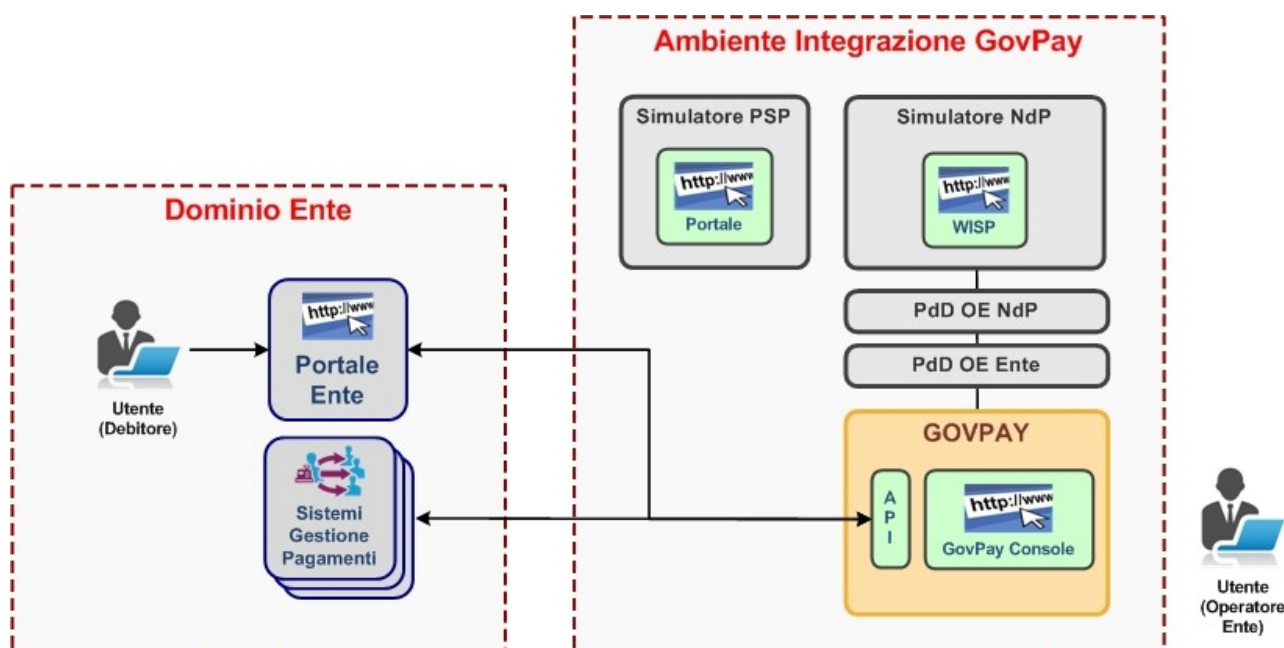 Ambiente Integrazione GovPay
Simulatore PSP
http://www
Portale
Simulatore NdP
http://www
WISP
PdD OE NdP
PdD OE Ente
GOVPAY
API
http://www
GovPay Console
Dominio Ente
http://www
Portale
Ente
Utente
(Debitore)
Sistemi
Gestione
Pagamenti
Utente
(Operatore
Ente)